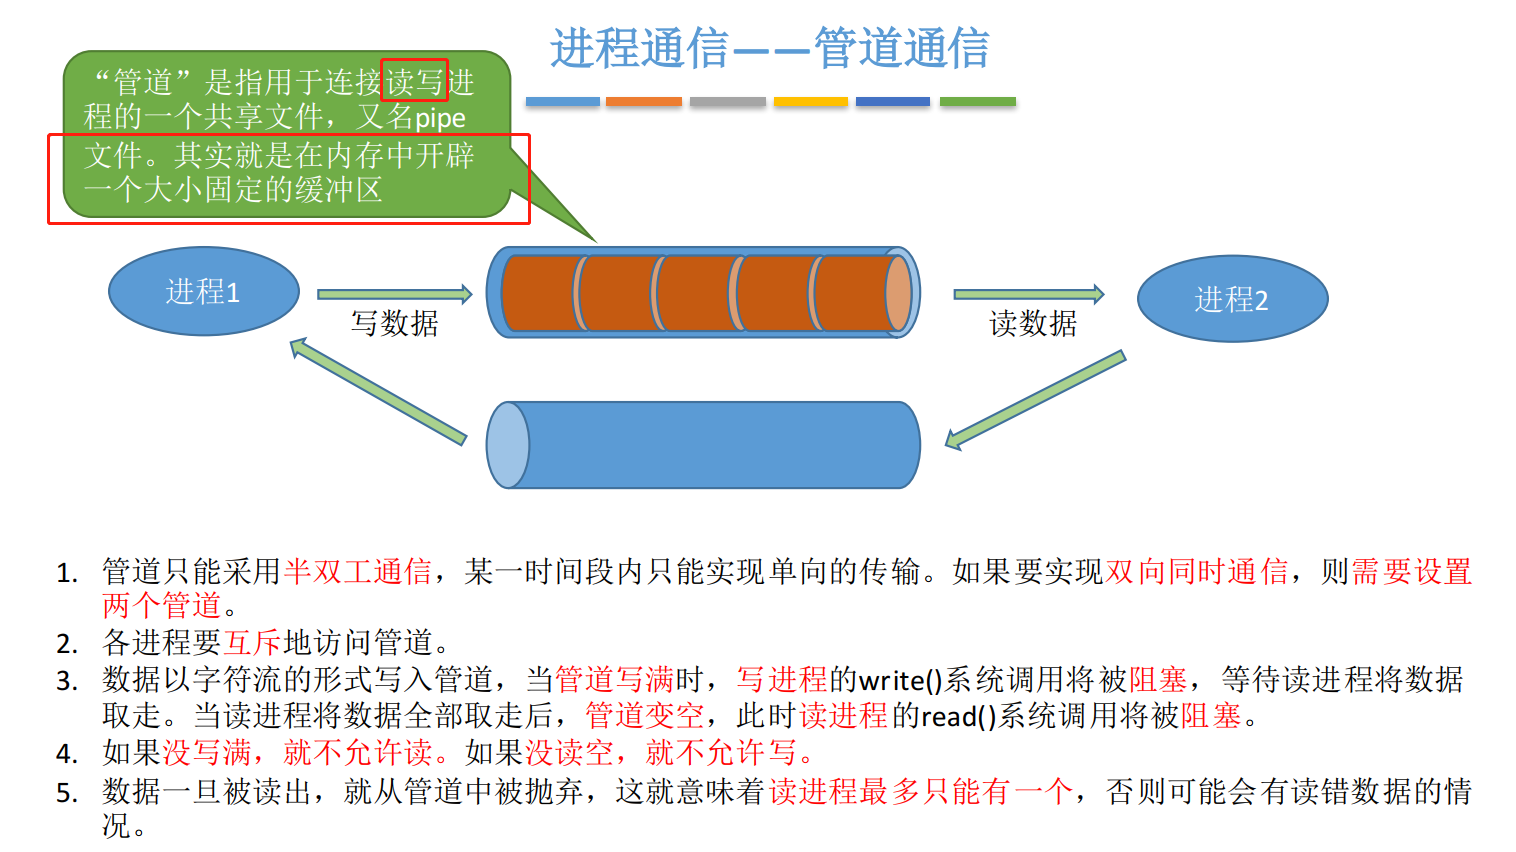 进程通信——管道通信
“管道”是指用于连接读写进
程的一个共享文件，又名pipe
文件。其实就是在内存中开辟
一个大小固定的缓冲区
进程1
写数据
读数据
进程2
1. 管道只能采用半双工通信，某一时间段内只能实现单向的传输。如果要实现双向同时通信，则需要设置
两个管道。
2. 各进程要互斥地访问管道。
3. 数据以字符流的形式写入管道，当管道写满时，写进程的write()系统调用将被阻塞，等待读进程将数据
取走。当读进程将数据全部取走后，管道变空，此时读进程的read()系统调用将被阻塞。
4. 如果没写满，就不允许读。如果没读空，就不允许写。
5. 数据一旦被读出，就从管道中被抛弃，这就意味着读进程最多只能有一个，否则可能会有读错数据的情
况。